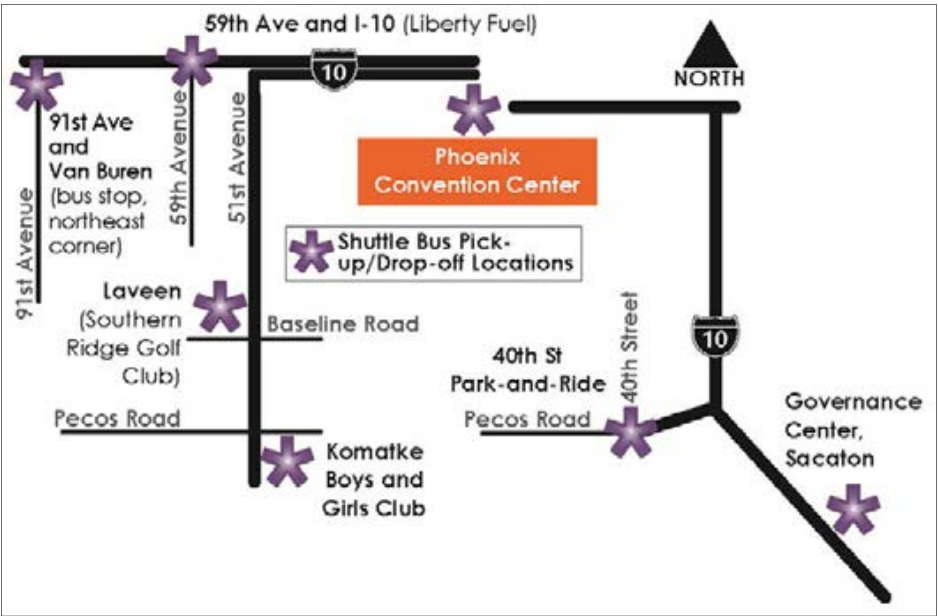 59th Ave and I-10 (Liberty Fuel)
10
NORTH
91st Ave
and
Van Buren
(bus stop,
northeast
corner)
91st Avenue
59th Avenue
51st Avenue
Phoenix
Convention Center
Shuttle Bus Pick-
up/Drop-off Locations
Laveen
(Southern
Ridge Golf
Club)
Baseline Road
Pecos Road
Komatke
Boys and
Girls Club
10
40th St
Park-and-Ride
40th Street
Pecos Road
Governance
Center,
Sacaton